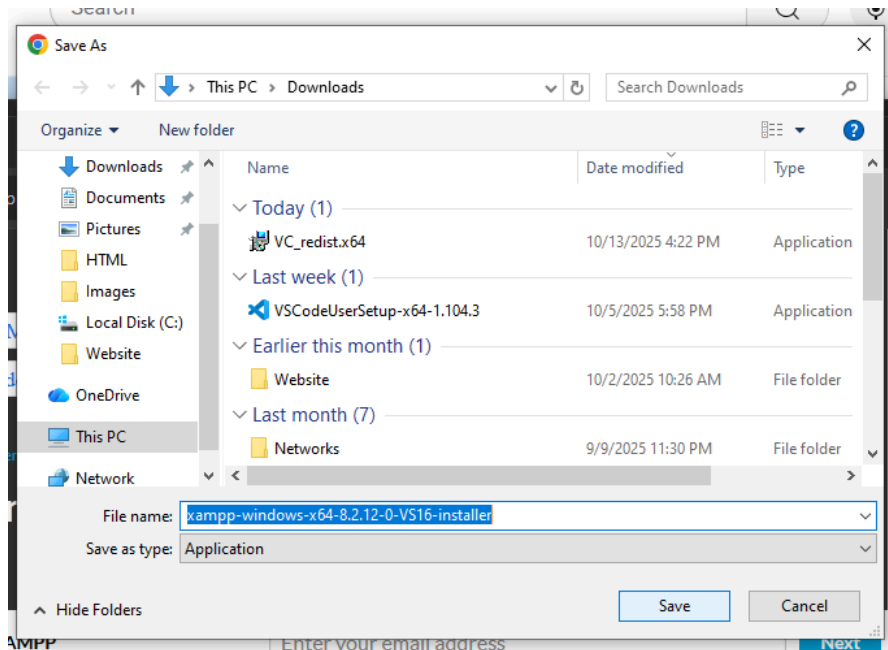 Search
Save As
This PC > Downloads
Search Downloads
Organize
New folder
Downloads
Documents
Pictures
HTML
Images
Local Disk (C:)
Website
OneDrive
This PC
Network
Name Date modified Type
Today (1)
VC_redist.x64 10/13/2025 4:22 PM Application
Last week (1)
VSCodeUserSetup-x64-1.104.3 10/5/2025 5:58 PM Application
Earlier this month (1)
Website 10/2/2025 10:26 AM File folder
Last month (7)
Networks 9/9/2025 11:30 PM File folder
File name: xampp-windows-x64-8.2.12-0-VS16-installer
Save as type: Application
Hide Folders
Save
Cancel
AMPP
Enter your email address
Next